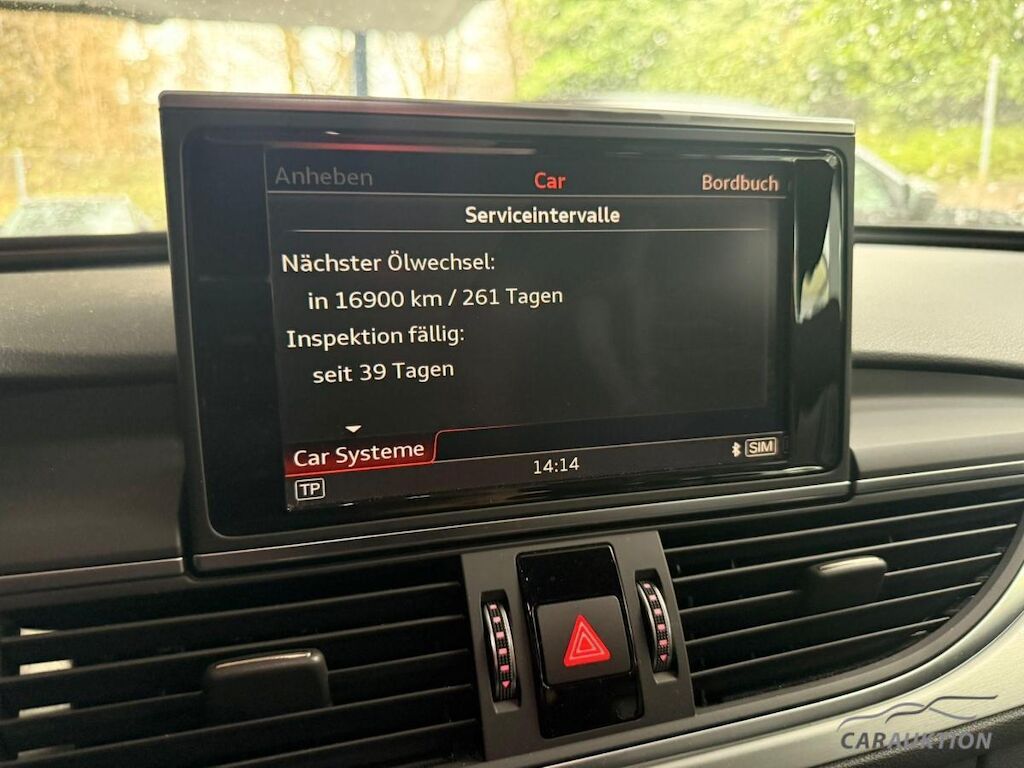 Anheben Car Bordbuch
Serviceintervalle
Nächster Ölwechsel:
in 16900 km / 261 Tagen
Inspektion fällig:
seit 39 Tagen
Car Systeme
TP 14:14 SIM
CARAUKTION